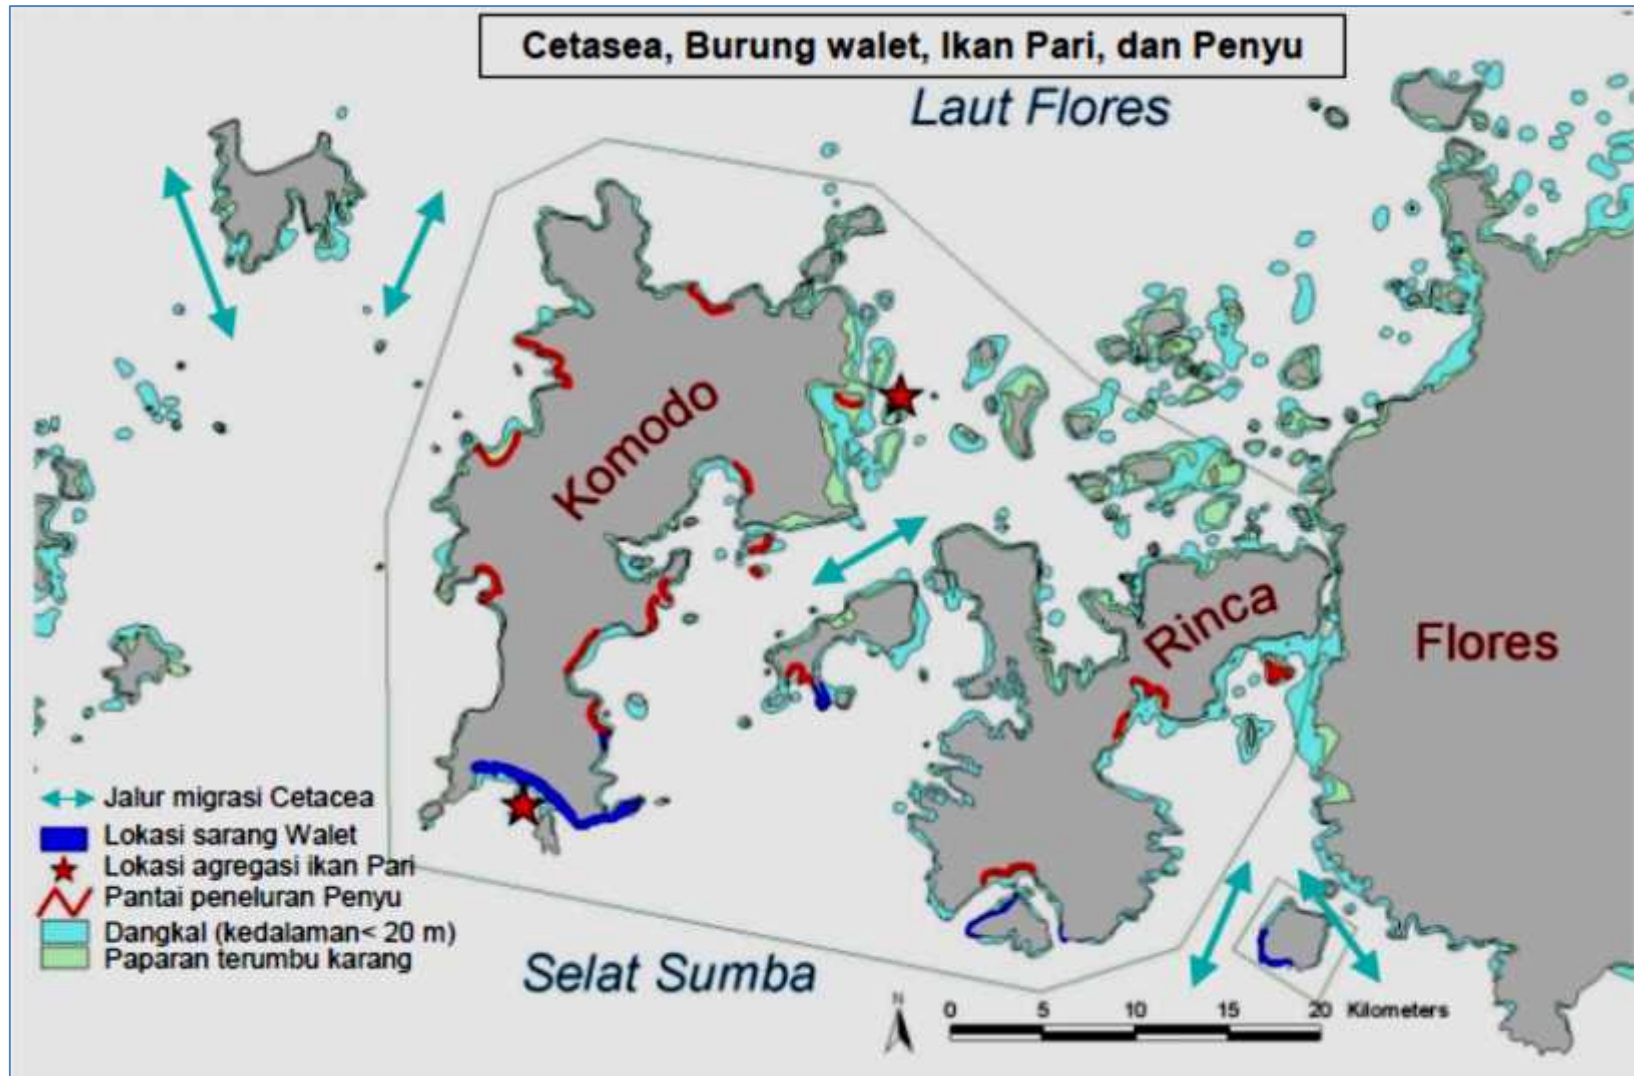 Cetasea, Burung walet, Ikan Pari, dan Penyu
Laut Flores
Komodo
Rinca
Flores
Jalur migrasi Cetacea
Lokasi sarang Walet
Lokasi agregasi ikan Pari
Pantai peneluran Penyu
Dangkal (kedalaman< 20 m)
Paparan terumbu karang
Selat Sumba
N
0 5 10 15 20 Kilometers